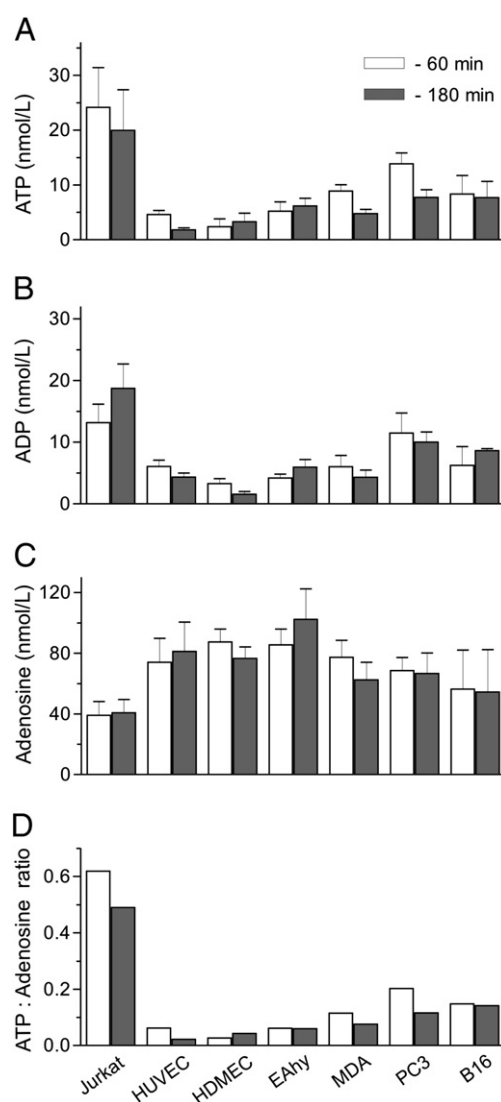 A
ATP (nmol/L)
30
20
10
0
- 60 min
- 180 min
B
ADP (nmol/L)
30
20
10
0
C
Adenosine (nmol/L)
120
80
40
0
D
ATP : Adenosine ratio
0.6
0.4
0.2
0.0
Jurkat HUVEC HDMEC EAhy MDA PC3 B16